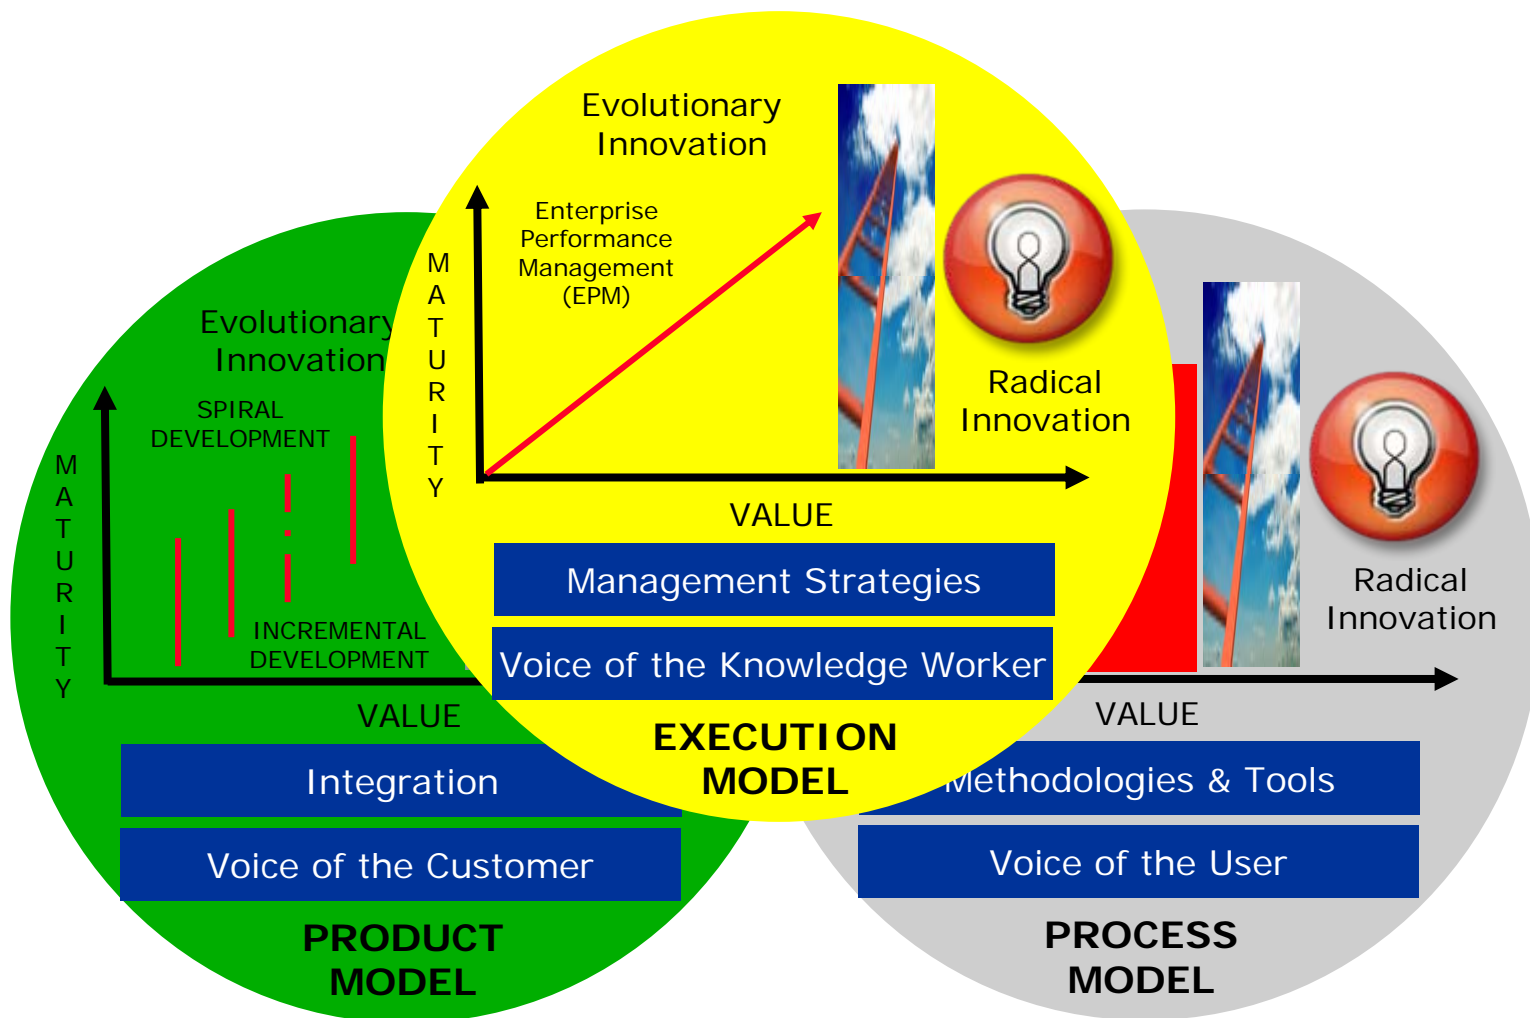 Evolutionary
Innovation
Enterprise
Performance
Management
(EPM)
M
A
T
U
R
I
T
Y
Radical
Innovation
VALUE
Management Strategies
Voice of the Knowledge Worker
EXECUTION
MODEL
Evolutionary
Innovation
SPIRAL
DEVELOPMENT
M
A
T
U
R
I
T
Y
INCREMENTAL
DEVELOPMENT
VALUE
Integration
Voice of the Customer
PRODUCT
MODEL
Radical
Innovation
VALUE
Methodologies & Tools
Voice of the User
PROCESS
MODEL